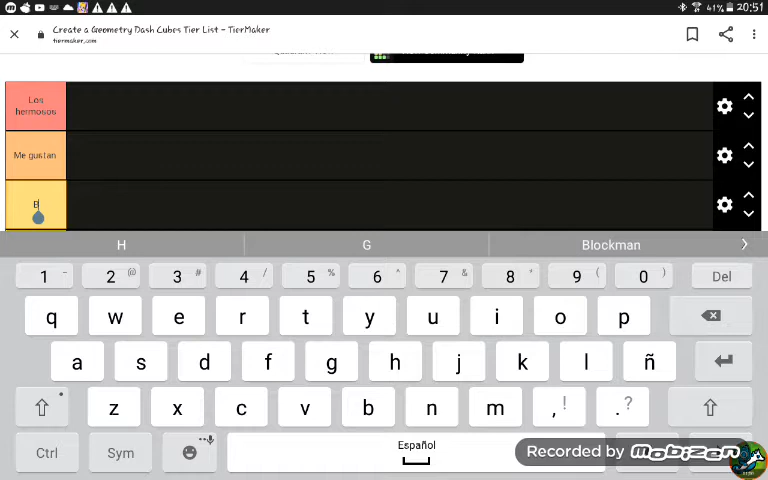 41% 20:51
Create a Geometry Dash Cubes Tier List - TierMaker
tiermaker.com
Los hermosos
Me gustan
B
H G Blockman
1 - 2 @ 3 # 4 / 5 % 6 ^ 7 & 8 * 9 ( 0 ) Del
q w e r t y u i o p
a s d f g h j k l ñ
z x c v b n m , ! . ?
Ctrl Sym Español
Recorded by Mobizen